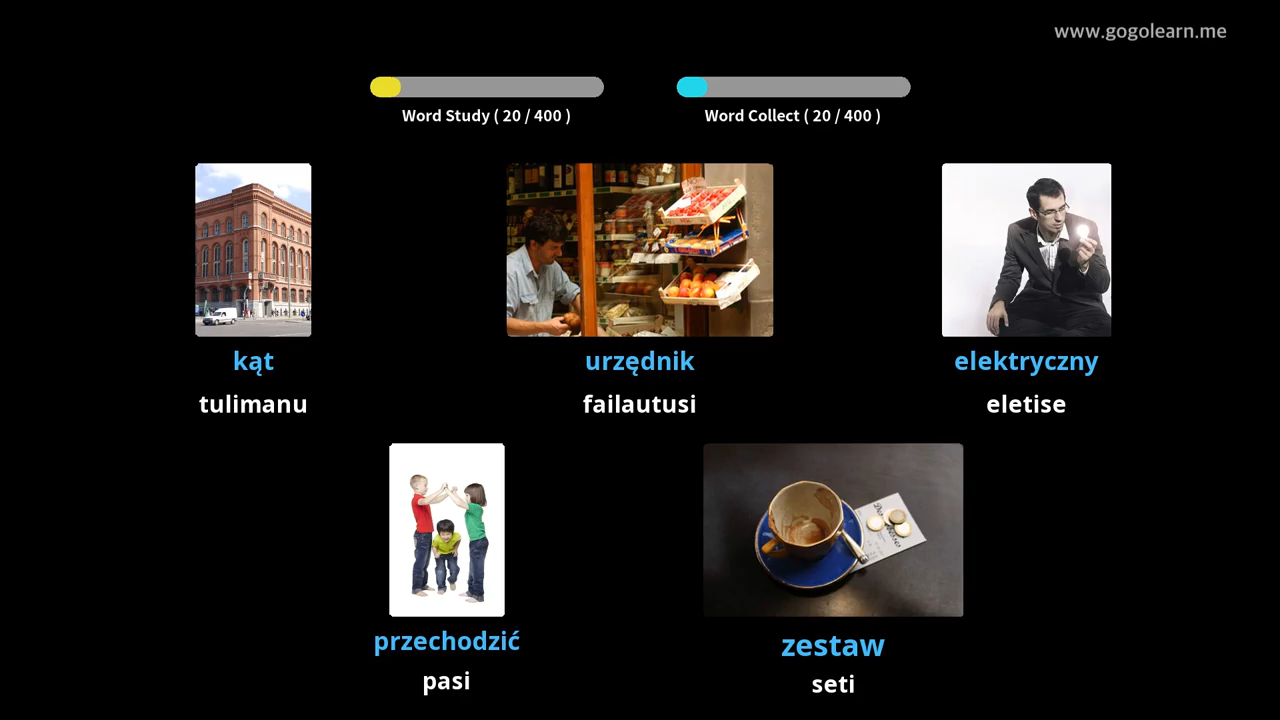 www.gogolearn.me
Word Study ( 20 / 400 )
Word Collect ( 20 / 400 )
kąt
tulimanu
urzędnik
failautusi
elektryczny
eletise
przechodzić
pasi
zestaw
seti